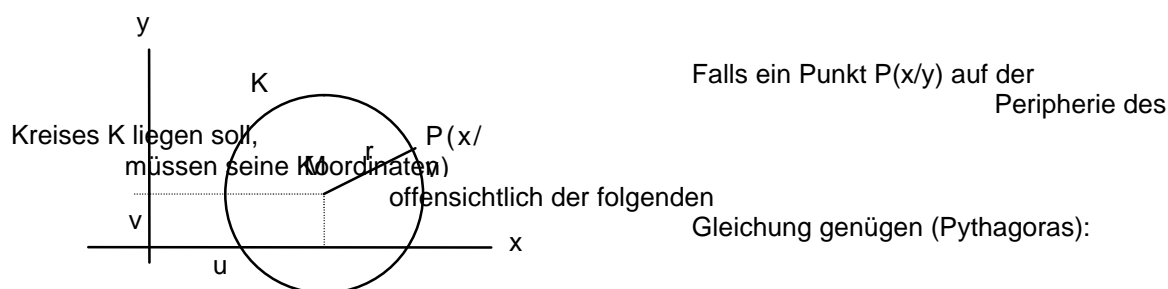 y
Falls ein Punkt P(x/y) auf der
K
Peripherie des
Kreises K liegen soll,
P(x/
r
müssen seine Koordinaten
M
y)
offensichtlich der folgenden
v
Gleichung genügen (Pythagoras):
x
u